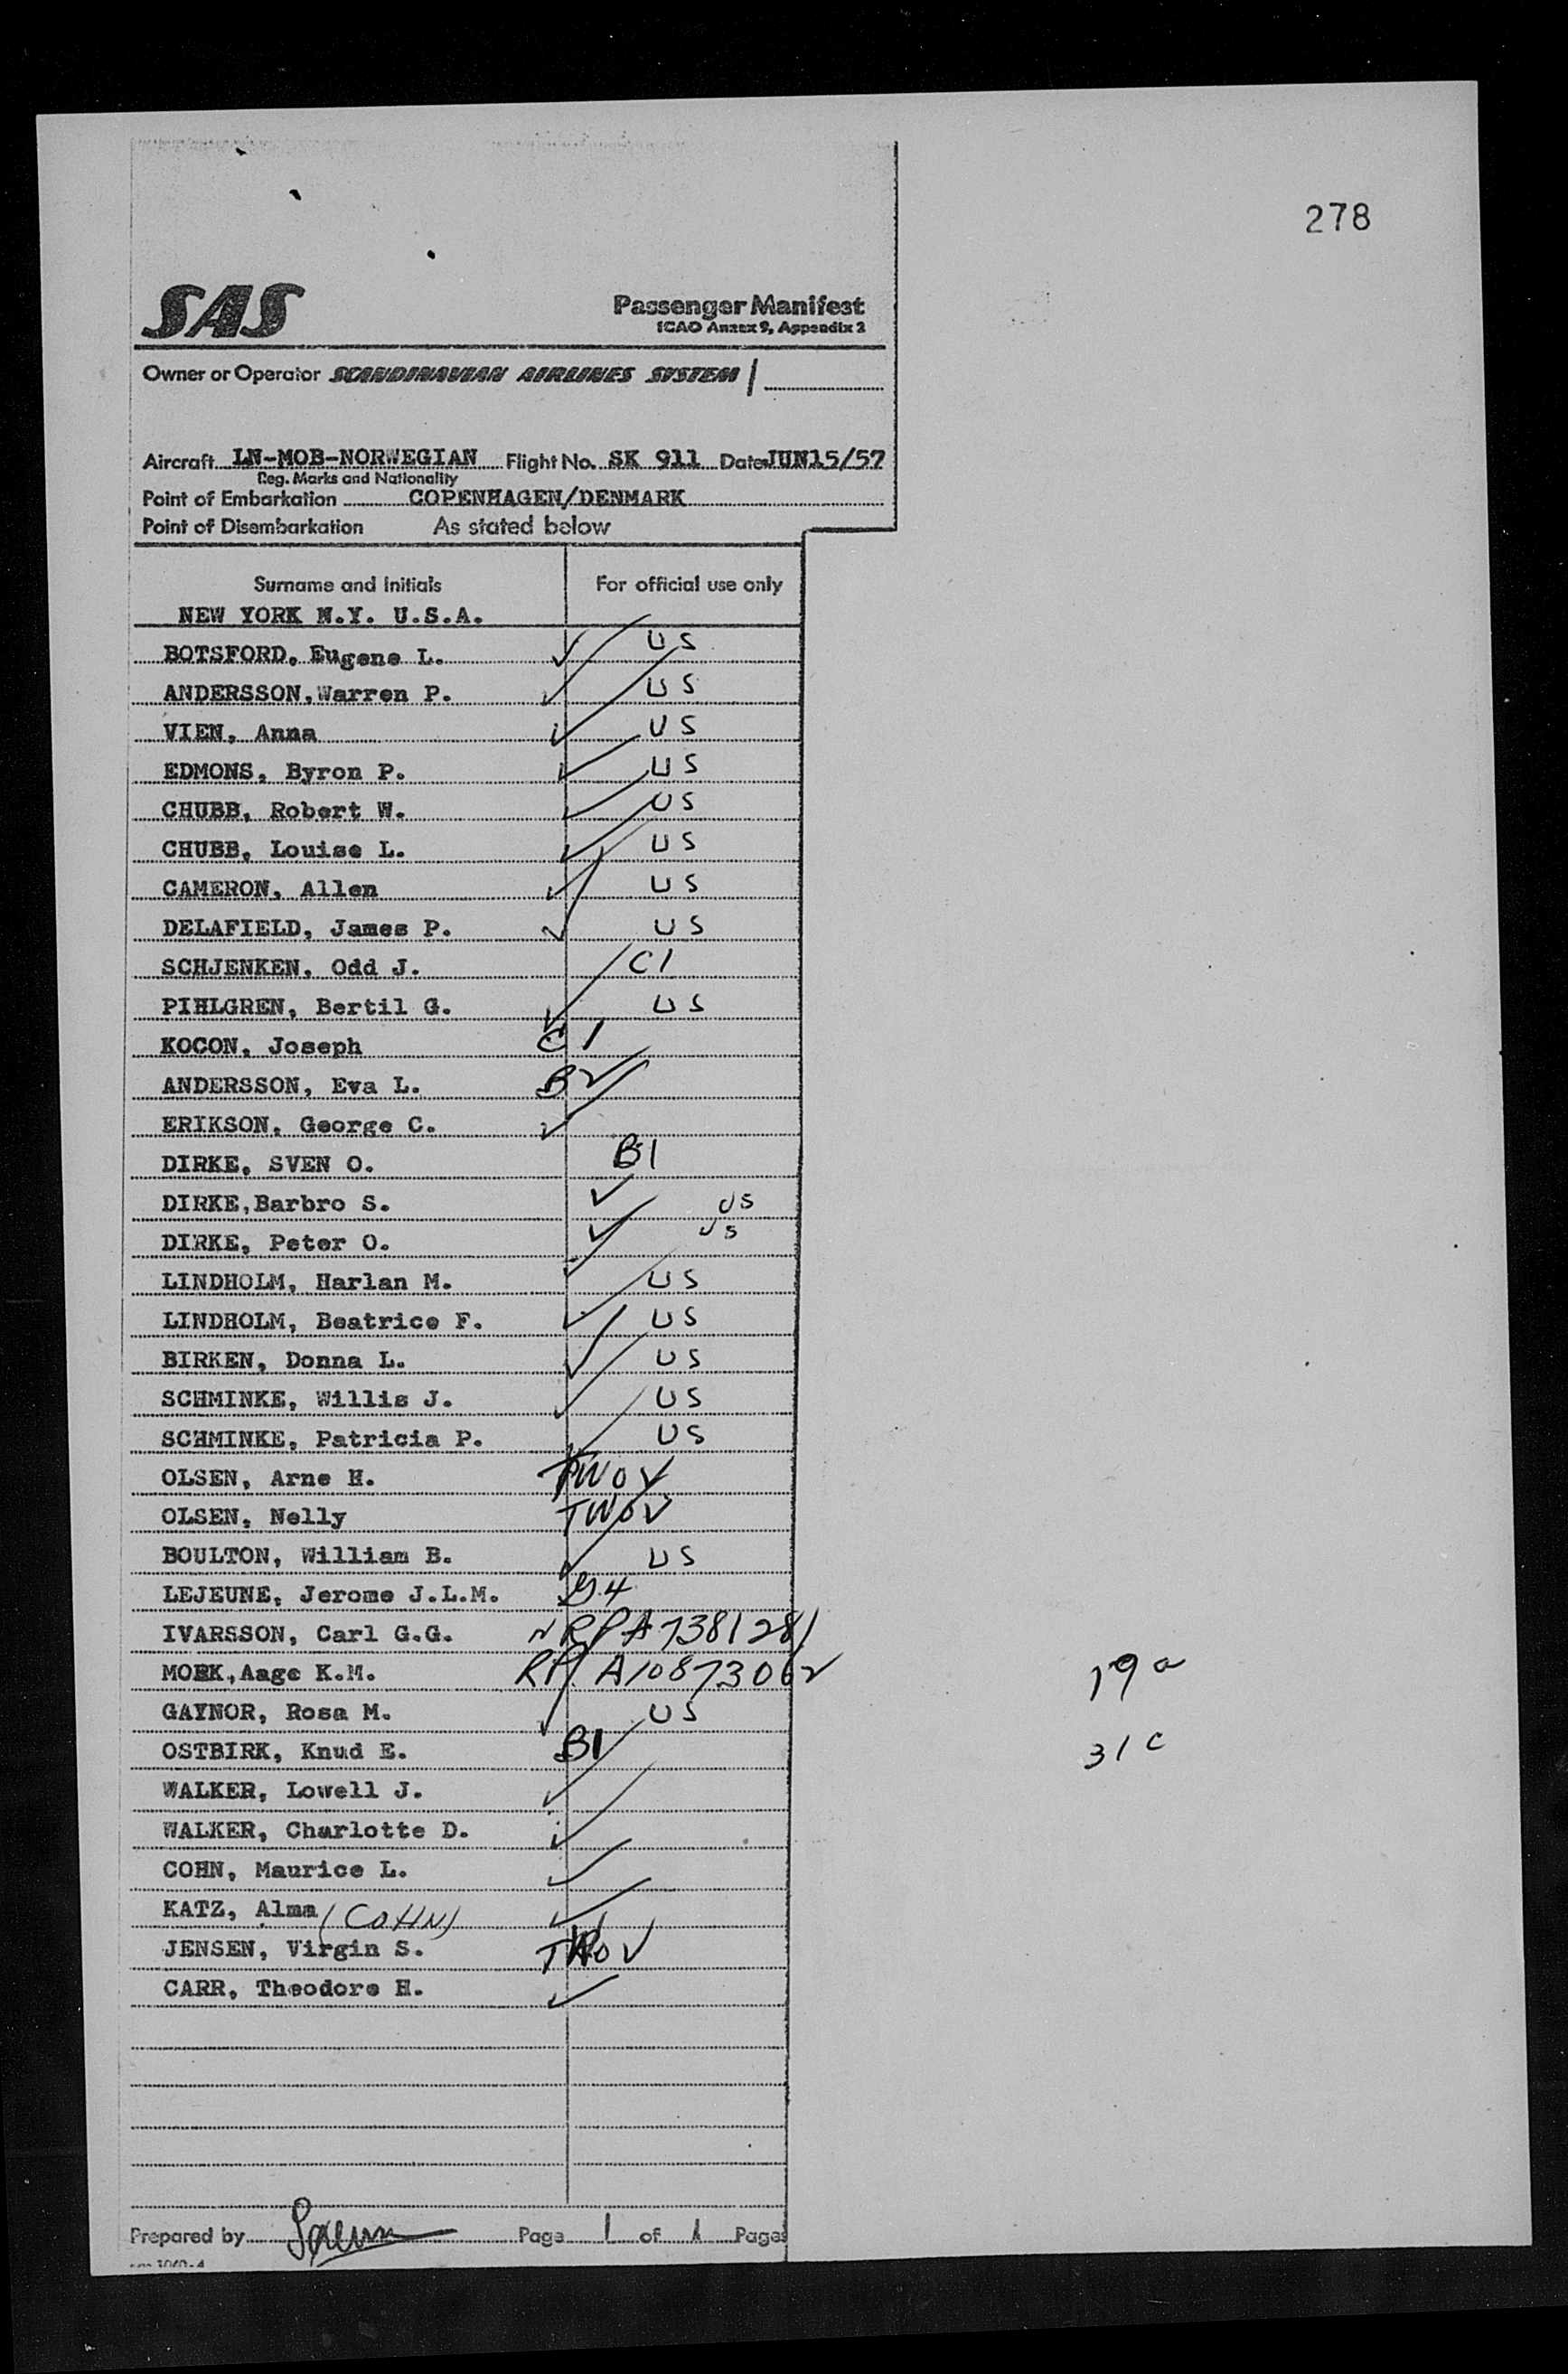 278
SAS
Passenger Manifest
ICAO Annex 9, Appendix 2
Owner or Operator SCANDINAVIAN AIRLINES SYSTEM
Aircraft LN-MOB-NORWEGIAN Flight No. SK 911 Date JUN15/57
Reg. Marks and Nationality
Point of Embarkation COPENHAGEN/DENMARK
Point of Disembarkation As stated below
Surname and Initials For official use only
NEW YORK N.Y. U.S.A.
BOTSFORD, Eugene L. US
ANDERSSON,Warren P. US
VIEN, Anna US
EDMONS, Byron P. US
CHUBB, Robert W. US
CHUBB, Louise L. US
CAMERON, Allen US
DELAFIELD, James P. US
SCHJENKEN, Odd J. C1
PIHLGREN, Bertil G. US
KOCON, Joseph C1
ANDERSSON, Eva L. B2
ERIKSON, George C.
DIRKE, SVEN O. B1
DIRKE,Barbro S. US
DIRKE, Peter O. US
LINDHOLM, Harlan M. US
LINDHOLM, Beatrice F. US
BIRKEN, Donna L. US
SCHMINKE, Willis J. US
SCHMINKE, Patricia P. US
OLSEN, Arne H. TWOV
OLSEN, Nelly TWOV
BOULTON, William B. US
LEJEUNE, Jerome J.L.M. G4
IVARSSON, Carl G.G. NRP A7381281
MOEK,Aage K.M. RP A10873062 19a
GAYNOR, Rosa M. US
OSTBIRK, Knud E. B1 31c
WALKER, Lowell J.
WALKER, Charlotte D.
COHN, Maurice L.
KATZ, Alma (COHN)
JENSEN, Virgin S. TWOV
CARR, Theodore H.
Prepared by Page 1 of 1 Pages